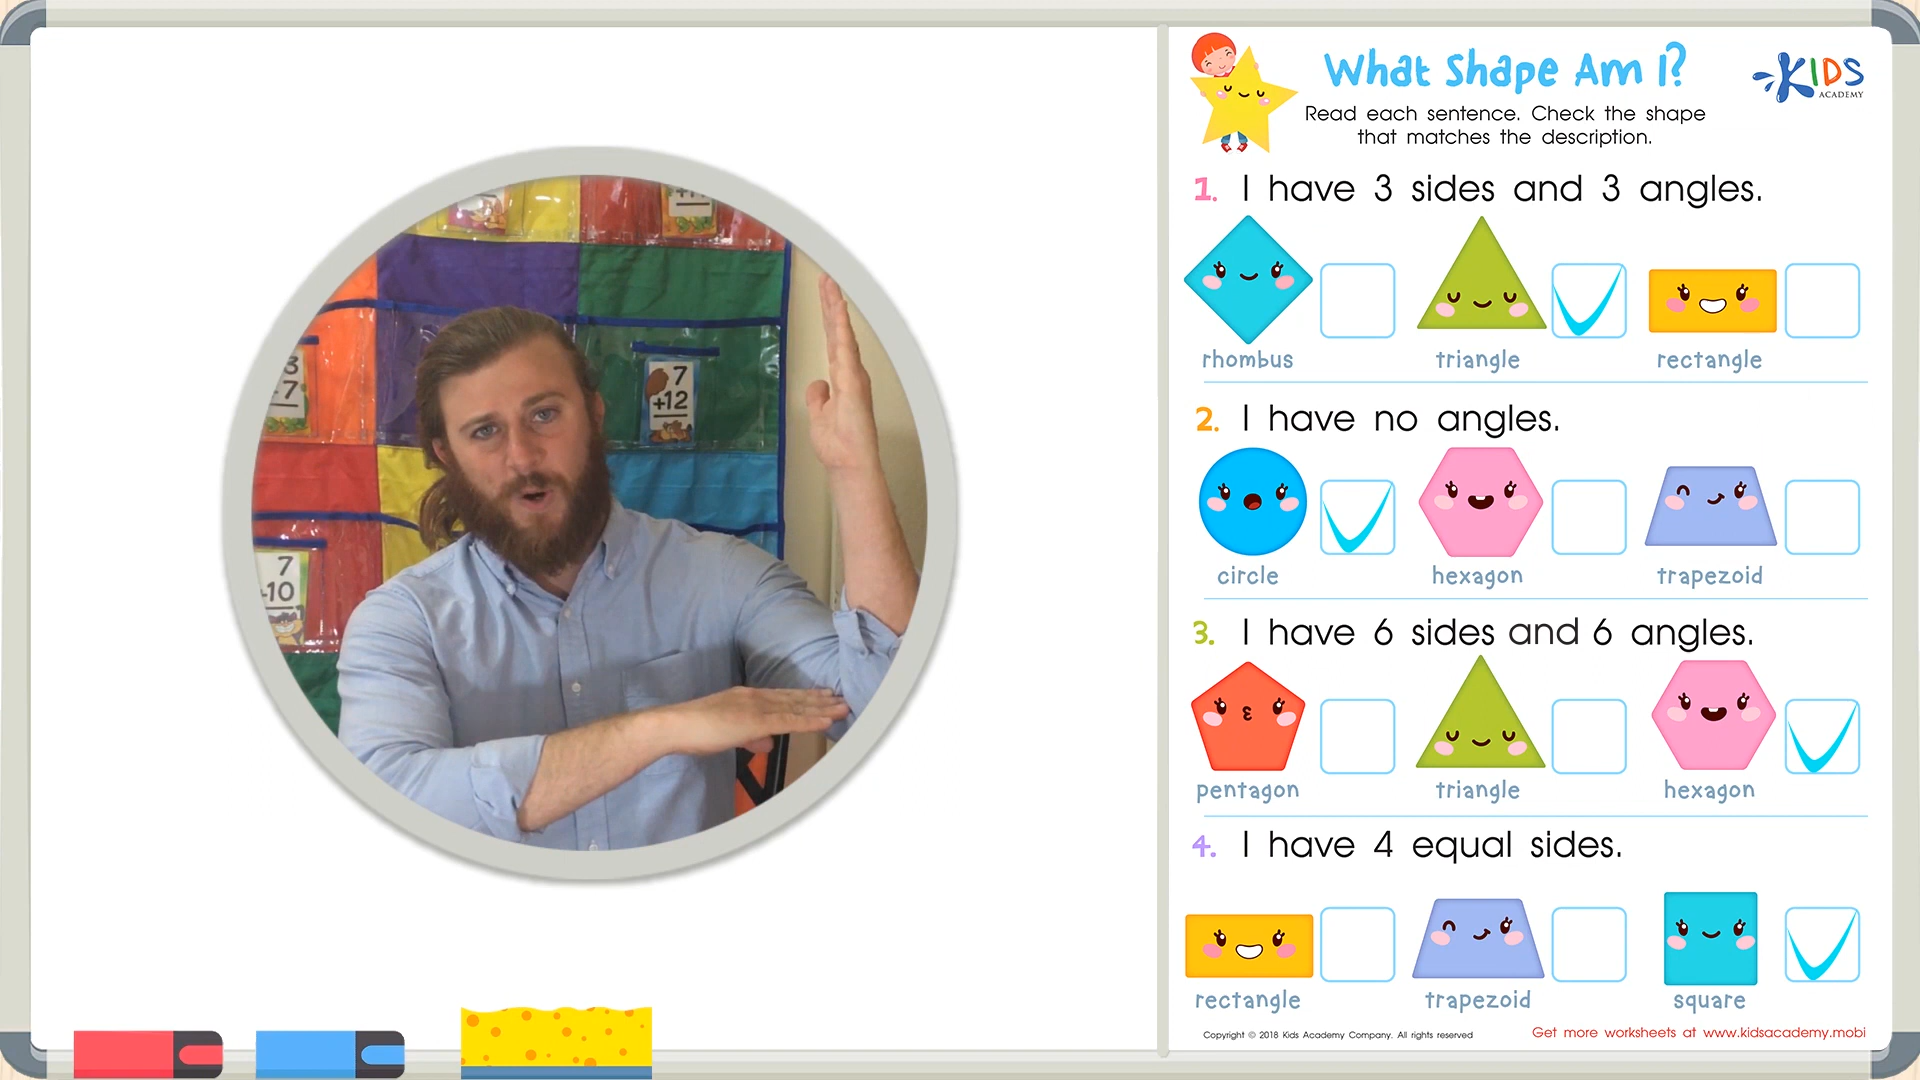 What Shape Am I?
KIDS
ACADEMY
Read each sentence. Check the shape
that matches the description.
1. I have 3 sides and 3 angles.
rhombus triangle rectangle
2. I have no angles.
circle hexagon trapezoid
3. I have 6 sides and 6 angles.
pentagon triangle hexagon
4. I have 4 equal sides.
rectangle trapezoid square
Copyright © 2018 Kids Academy Company. All rights reserved
Get more worksheets at www.kidsacademy.mobi
3
-7
7
+12
7
-10